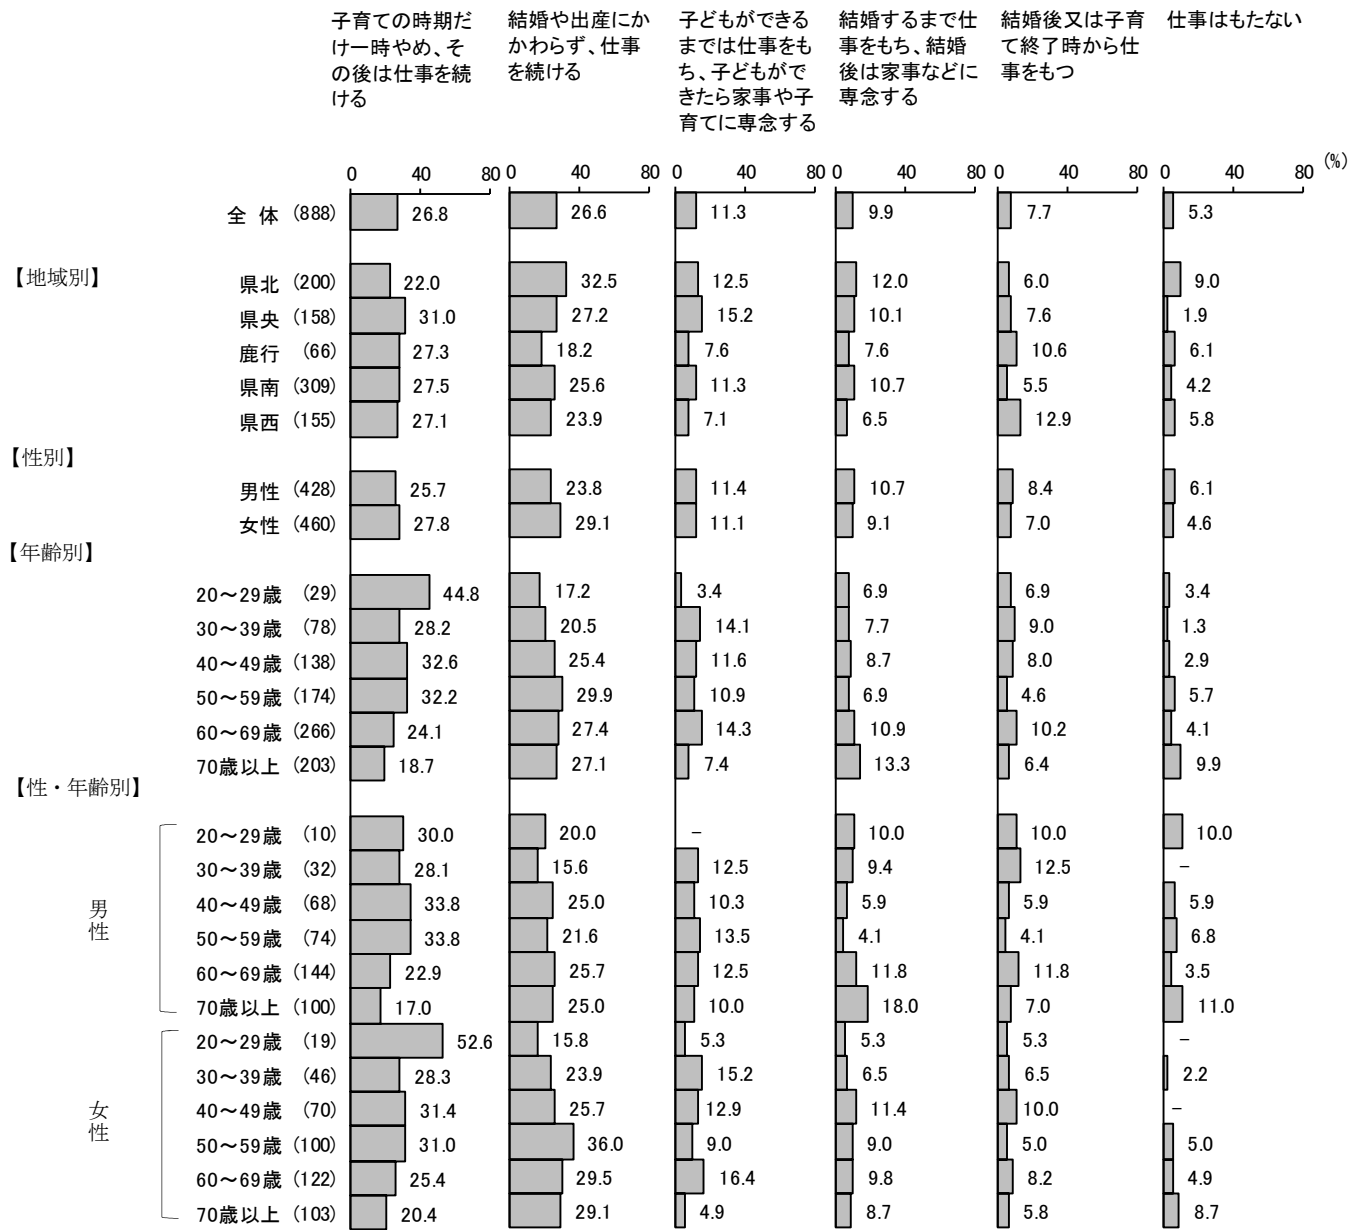 子育ての時期だ
け一時やめ、そ
の後は仕事を続
ける
結婚や出産にか
かわらず、仕事
を続ける
子どもができる
までは仕事をも
ち、子どもがで
きたら家事や子
育てに専念する
結婚するまで仕
事をもち、結婚
後は家事などに
専念する
結婚後又は子育
て終了時から仕
事をもつ
仕事はもたない
(%)
0 40 80 0 40 80 0 40 80 0 40 80 0 40 80 0 40 80
全 体 (888) 26.8 26.6 11.3 9.9 7.7 5.3
【地域別】
県北 (200) 22.0 32.5 12.5 12.0 6.0 9.0
県央 (158) 31.0 27.2 15.2 10.1 7.6 1.9
鹿行 (66) 27.3 18.2 7.6 7.6 10.6 6.1
県南 (309) 27.5 25.6 11.3 10.7 5.5 4.2
県西 (155) 27.1 23.9 7.1 6.5 12.9 5.8
【性別】
男性 (428) 25.7 23.8 11.4 10.7 8.4 6.1
女性 (460) 27.8 29.1 11.1 9.1 7.0 4.6
【年齢別】
20～29歳 (29) 44.8 17.2 3.4 6.9 6.9 3.4
30～39歳 (78) 28.2 20.5 14.1 7.7 9.0 1.3
40～49歳 (138) 32.6 25.4 11.6 8.7 8.0 2.9
50～59歳 (174) 32.2 29.9 10.9 6.9 4.6 5.7
60～69歳 (266) 24.1 27.4 14.3 10.9 10.2 4.1
70歳以上 (203) 18.7 27.1 7.4 13.3 6.4 9.9
【性・年齢別】
男性
20～29歳 (10) 30.0 20.0 － 10.0 10.0 10.0
30～39歳 (32) 28.1 15.6 12.5 9.4 12.5 －
40～49歳 (68) 33.8 25.0 10.3 5.9 5.9 5.9
50～59歳 (74) 33.8 21.6 13.5 4.1 4.1 6.8
60～69歳 (144) 22.9 25.7 12.5 11.8 11.8 3.5
70歳以上 (100) 17.0 25.0 10.0 18.0 7.0 11.0
女性
20～29歳 (19) 52.6 15.8 5.3 5.3 5.3 －
30～39歳 (46) 28.3 23.9 15.2 6.5 6.5 2.2
40～49歳 (70) 31.4 25.7 12.9 11.4 10.0 －
50～59歳 (100) 31.0 36.0 9.0 9.0 5.0 5.0
60～69歳 (122) 25.4 29.5 16.4 9.8 8.2 4.9
70歳以上 (103) 20.4 29.1 4.9 8.7 5.8 8.7